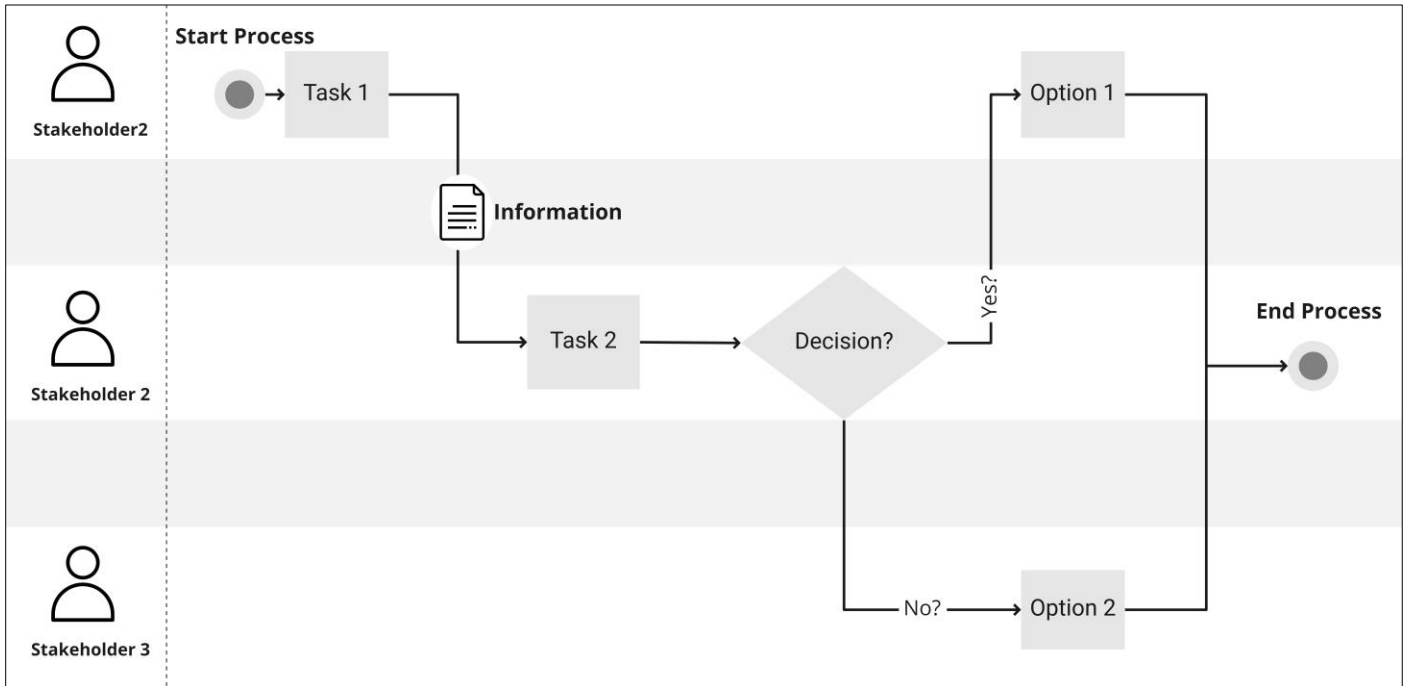 Start Process
Stakeholder2
Task 1
Option 1
Information
Yes?
Stakeholder 2
Task 2
Decision?
End Process
Stakeholder 3
No?
Option 2